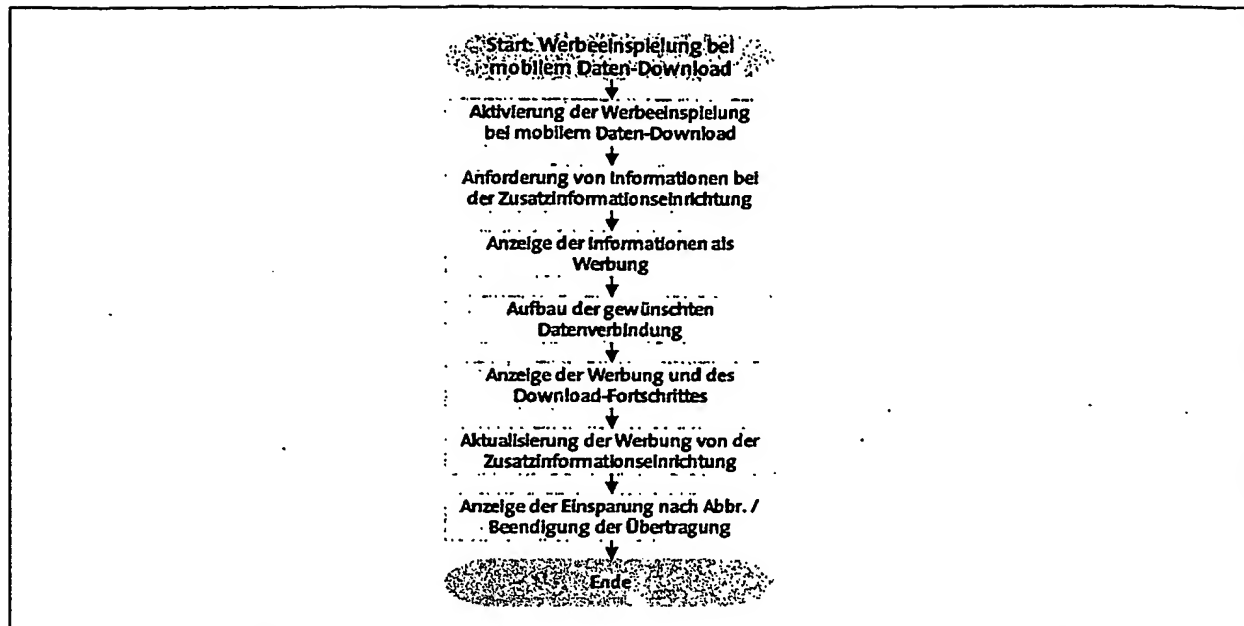 Start: Werbeeinspielung bei
mobilem Daten-Download
Aktivierung der Werbeeinspielung
bei mobilem Daten-Download
Anforderung von Informationen bei
der Zusatzinformationseinrichtung
Anzeige der Informationen als
Werbung
Aufbau der gewünschten
Datenverbindung
Anzeige der Werbung und des
Download-Fortschrittes
Aktualisierung der Werbung von der
Zusatzinformationseinrichtung
Anzeige der Einsparung nach Abbr. /
Beendigung der Übertragung
Ende